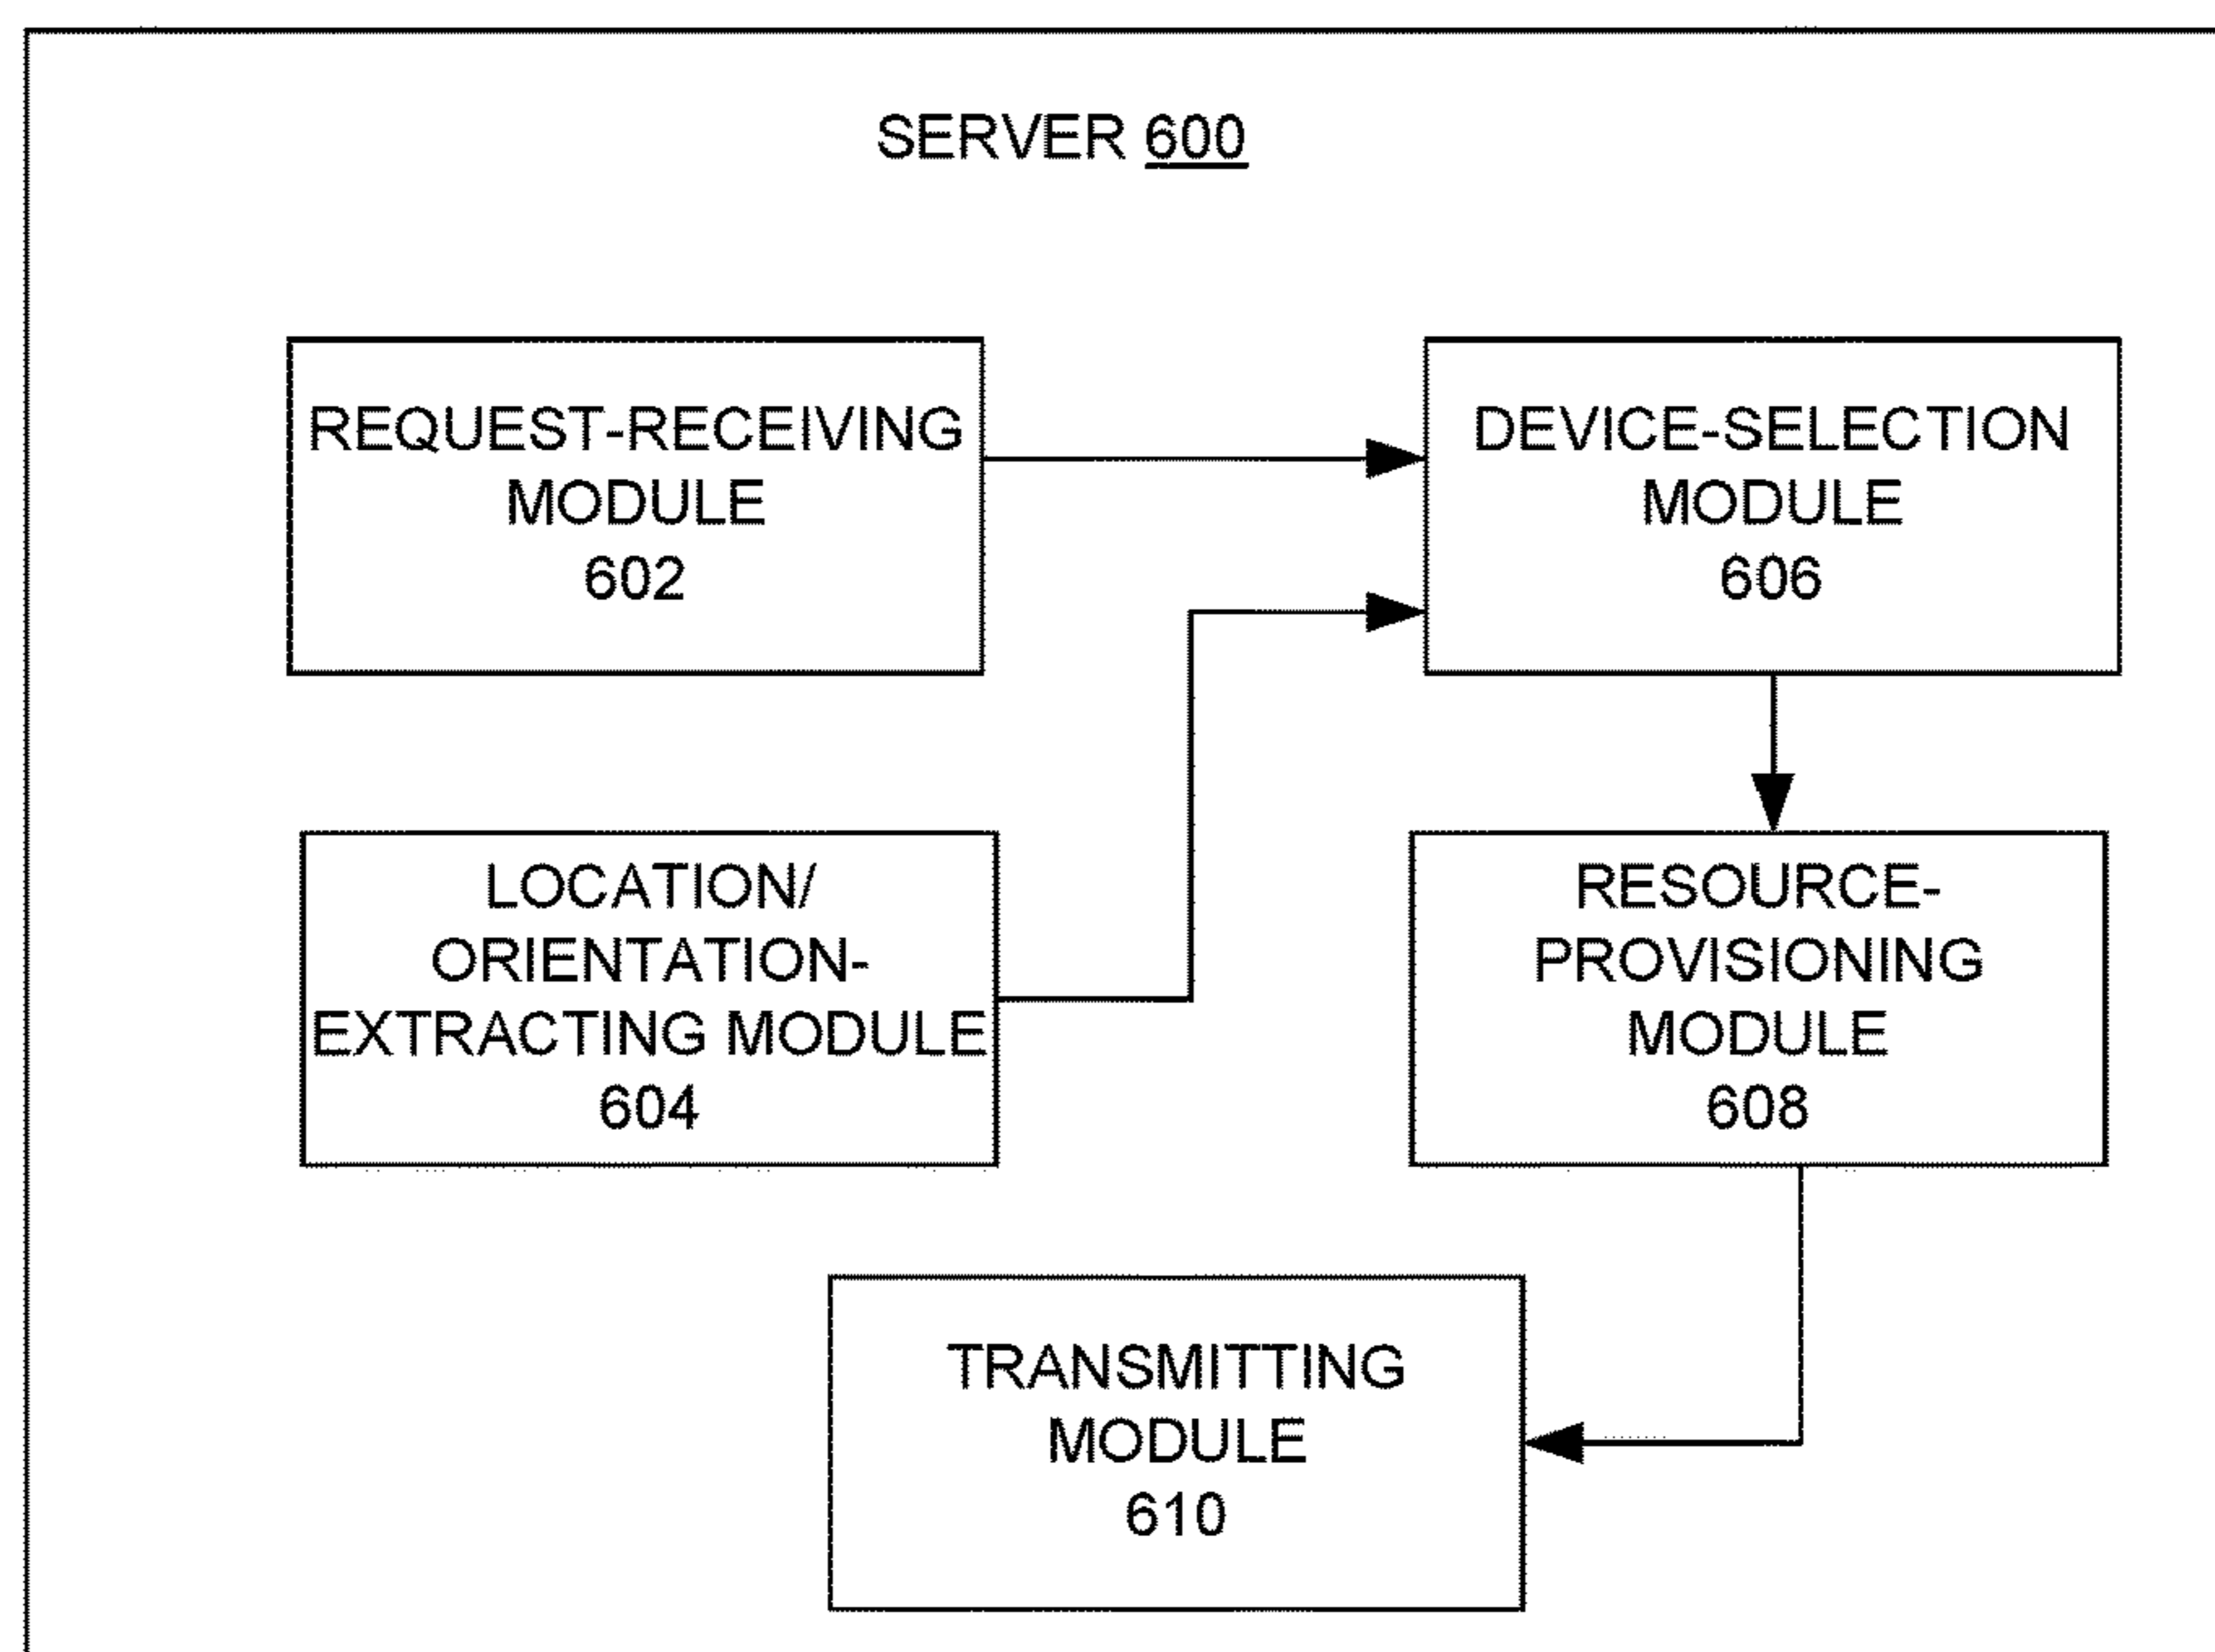 SERVER 600
REQUEST-RECEIVING
MODULE
602
DEVICE-SELECTION
MODULE
606
LOCATION/
ORIENTATION-
EXTRACTING MODULE
604
RESOURCE-
PROVISIONING
MODULE
608
TRANSMITTING
MODULE
610